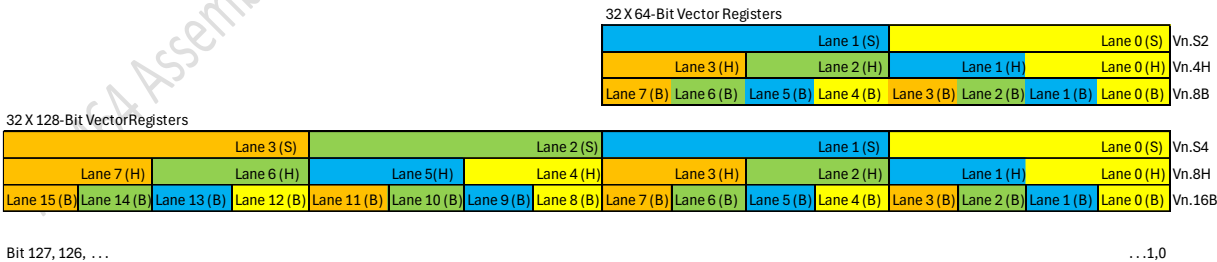 32 X 64-Bit Vector Registers
Lane 1 (S) Lane 0 (S) Vn.S2
Lane 3 (H) Lane 2 (H) Lane 1 (H) Lane 0 (H) Vn.4H
Lane 7 (B) Lane 6 (B) Lane 5 (B) Lane 4 (B) Lane 3 (B) Lane 2 (B) Lane 1 (B) Lane 0 (B) Vn.8B
32 X 128-Bit VectorRegisters
Lane 3 (S) Lane 2 (S) Lane 1 (S) Lane 0 (S) Vn.S4
Lane 7 (H) Lane 6 (H) Lane 5(H) Lane 4 (H) Lane 3 (H) Lane 2 (H) Lane 1 (H) Lane 0 (H) Vn.8H
Lane 15 (B) Lane 14 (B) Lane 13 (B) Lane 12 (B) Lane 11 (B) Lane 10 (B) Lane 9 (B) Lane 8 (B) Lane 7 (B) Lane 6 (B) Lane 5 (B) Lane 4 (B) Lane 3 (B) Lane 2 (B) Lane 1 (B) Lane 0 (B) Vn.16B
Bit 127, 126, . . . . . .1,0